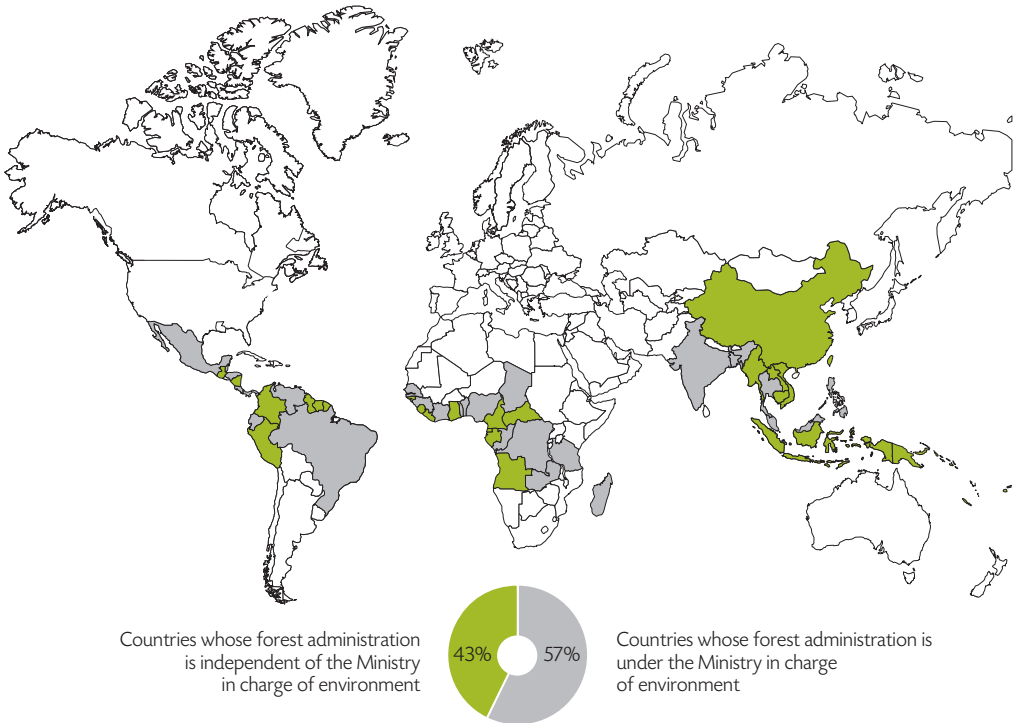 Countries whose forest administration
is independent of the Ministry
in charge of environment
43%
57%
Countries whose forest administration is
under the Ministry in charge
of environment